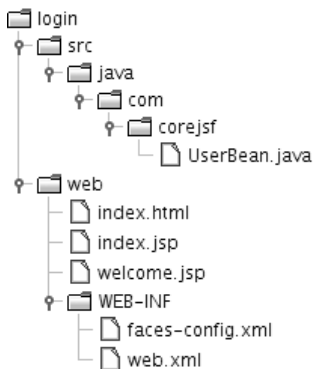 login
src
java
com
corejsf
UserBean.java
web
index.html
index.jsp
welcome.jsp
WEB-INF
faces-config.xml
web.xml